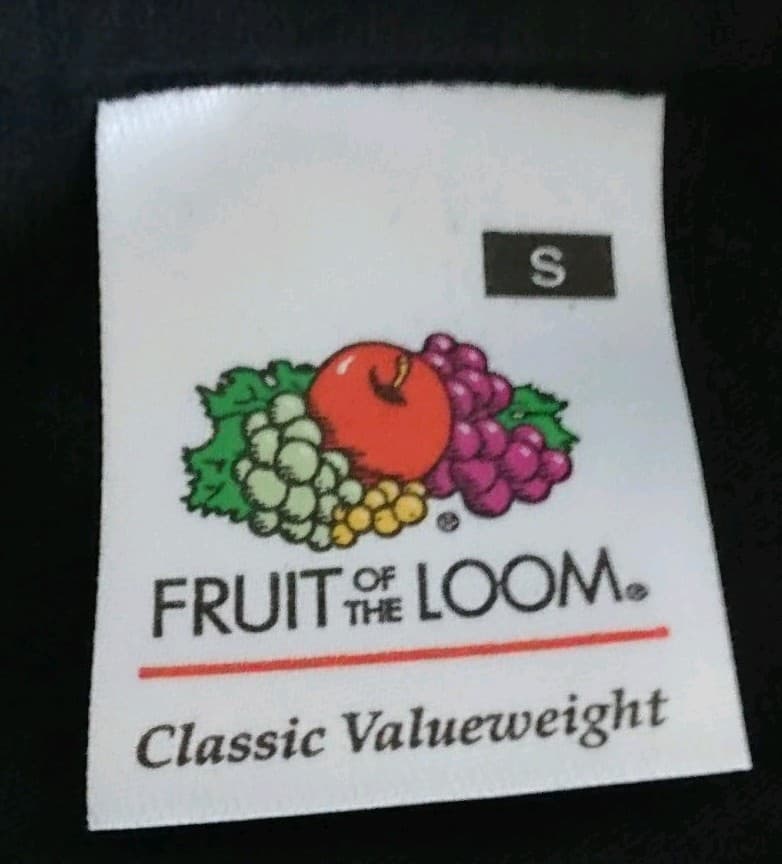 S
®
FRUIT OF THE LOOM®
Classic Valueweight